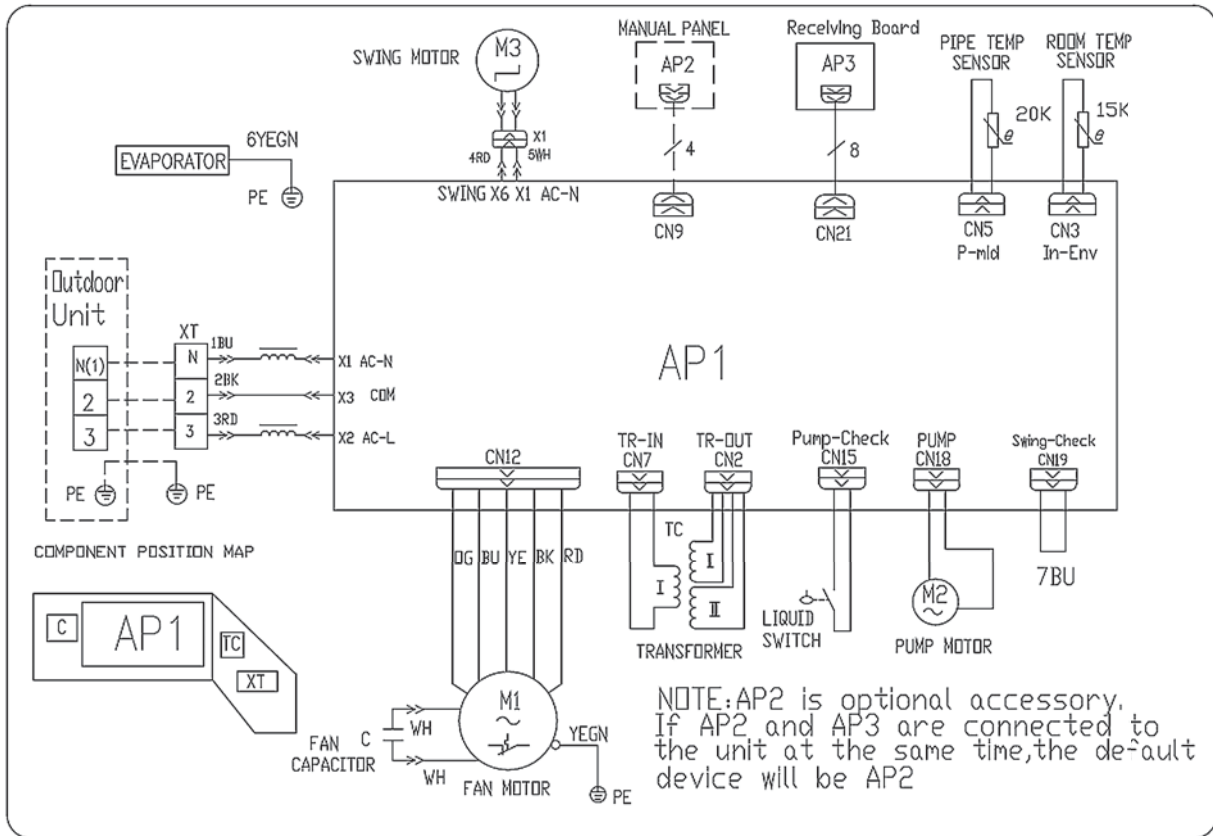 SWING MOTOR
M3
X1
4RD
5WH
SWING X6 X1 AC-N
MANUAL PANEL
AP2
4
CN9
Receiving Board
AP3
8
CN21
PIPE TEMP
SENSOR
20K
θ
CN5
P-mid
ROOM TEMP
SENSOR
15K
θ
CN3
In-Env
EVAPORATOR
6YEGN
PE
Outdoor
Unit
N(1)
2
3
PE
PE
XT
N
2
3
1BU
2BK
3RD
X1 AC-N
X3 COM
X2 AC-L
AP1
CN12
OG
BU
YE
BK
RD
TR-IN
CN7
TR-OUT
CN2
TC
I
I
II
TRANSFORMER
Pump-Check
CN15
LIQUID
SWITCH
PUMP
CN18
M2
PUMP MOTOR
Swing-Check
CN19
7BU
COMPONENT POSITION MAP
C
AP1
TC
XT
FAN
CAPACITOR
C
WH
WH
M1
FAN MOTOR
YEGN
PE
NOTE:AP2 is optional accessory.
If AP2 and AP3 are connected to
the unit at the same time,the default
device will be AP2